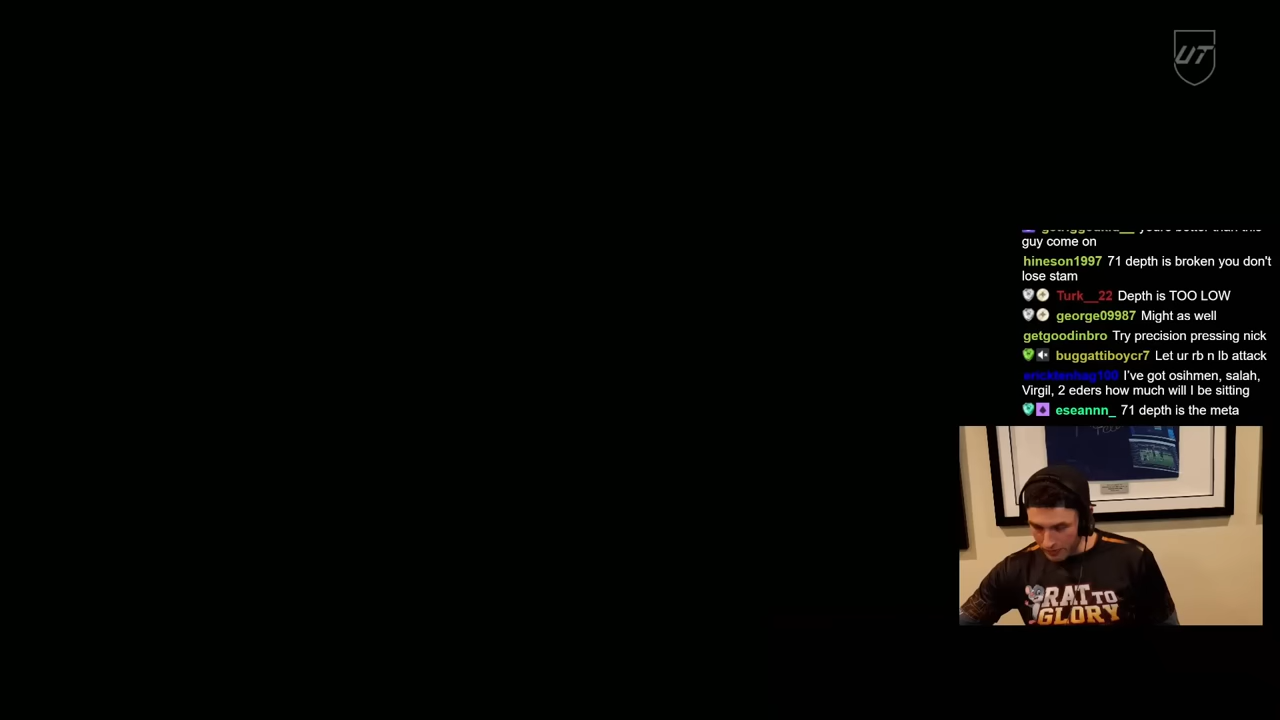 UT
guy come on
hineson1997 71 depth is broken you don't
lose stam
Turk__22 Depth is TOO LOW
george09987 Might as well
getgoodinbro Try precision pressing nick
buggattiboycr7 Let ur rb n lb attack
ericktenhag100 I've got osihmen, salah,
Virgil, 2 eders how much will I be sitting
eseannn_ 71 depth is the meta
RAT TO
GLORY